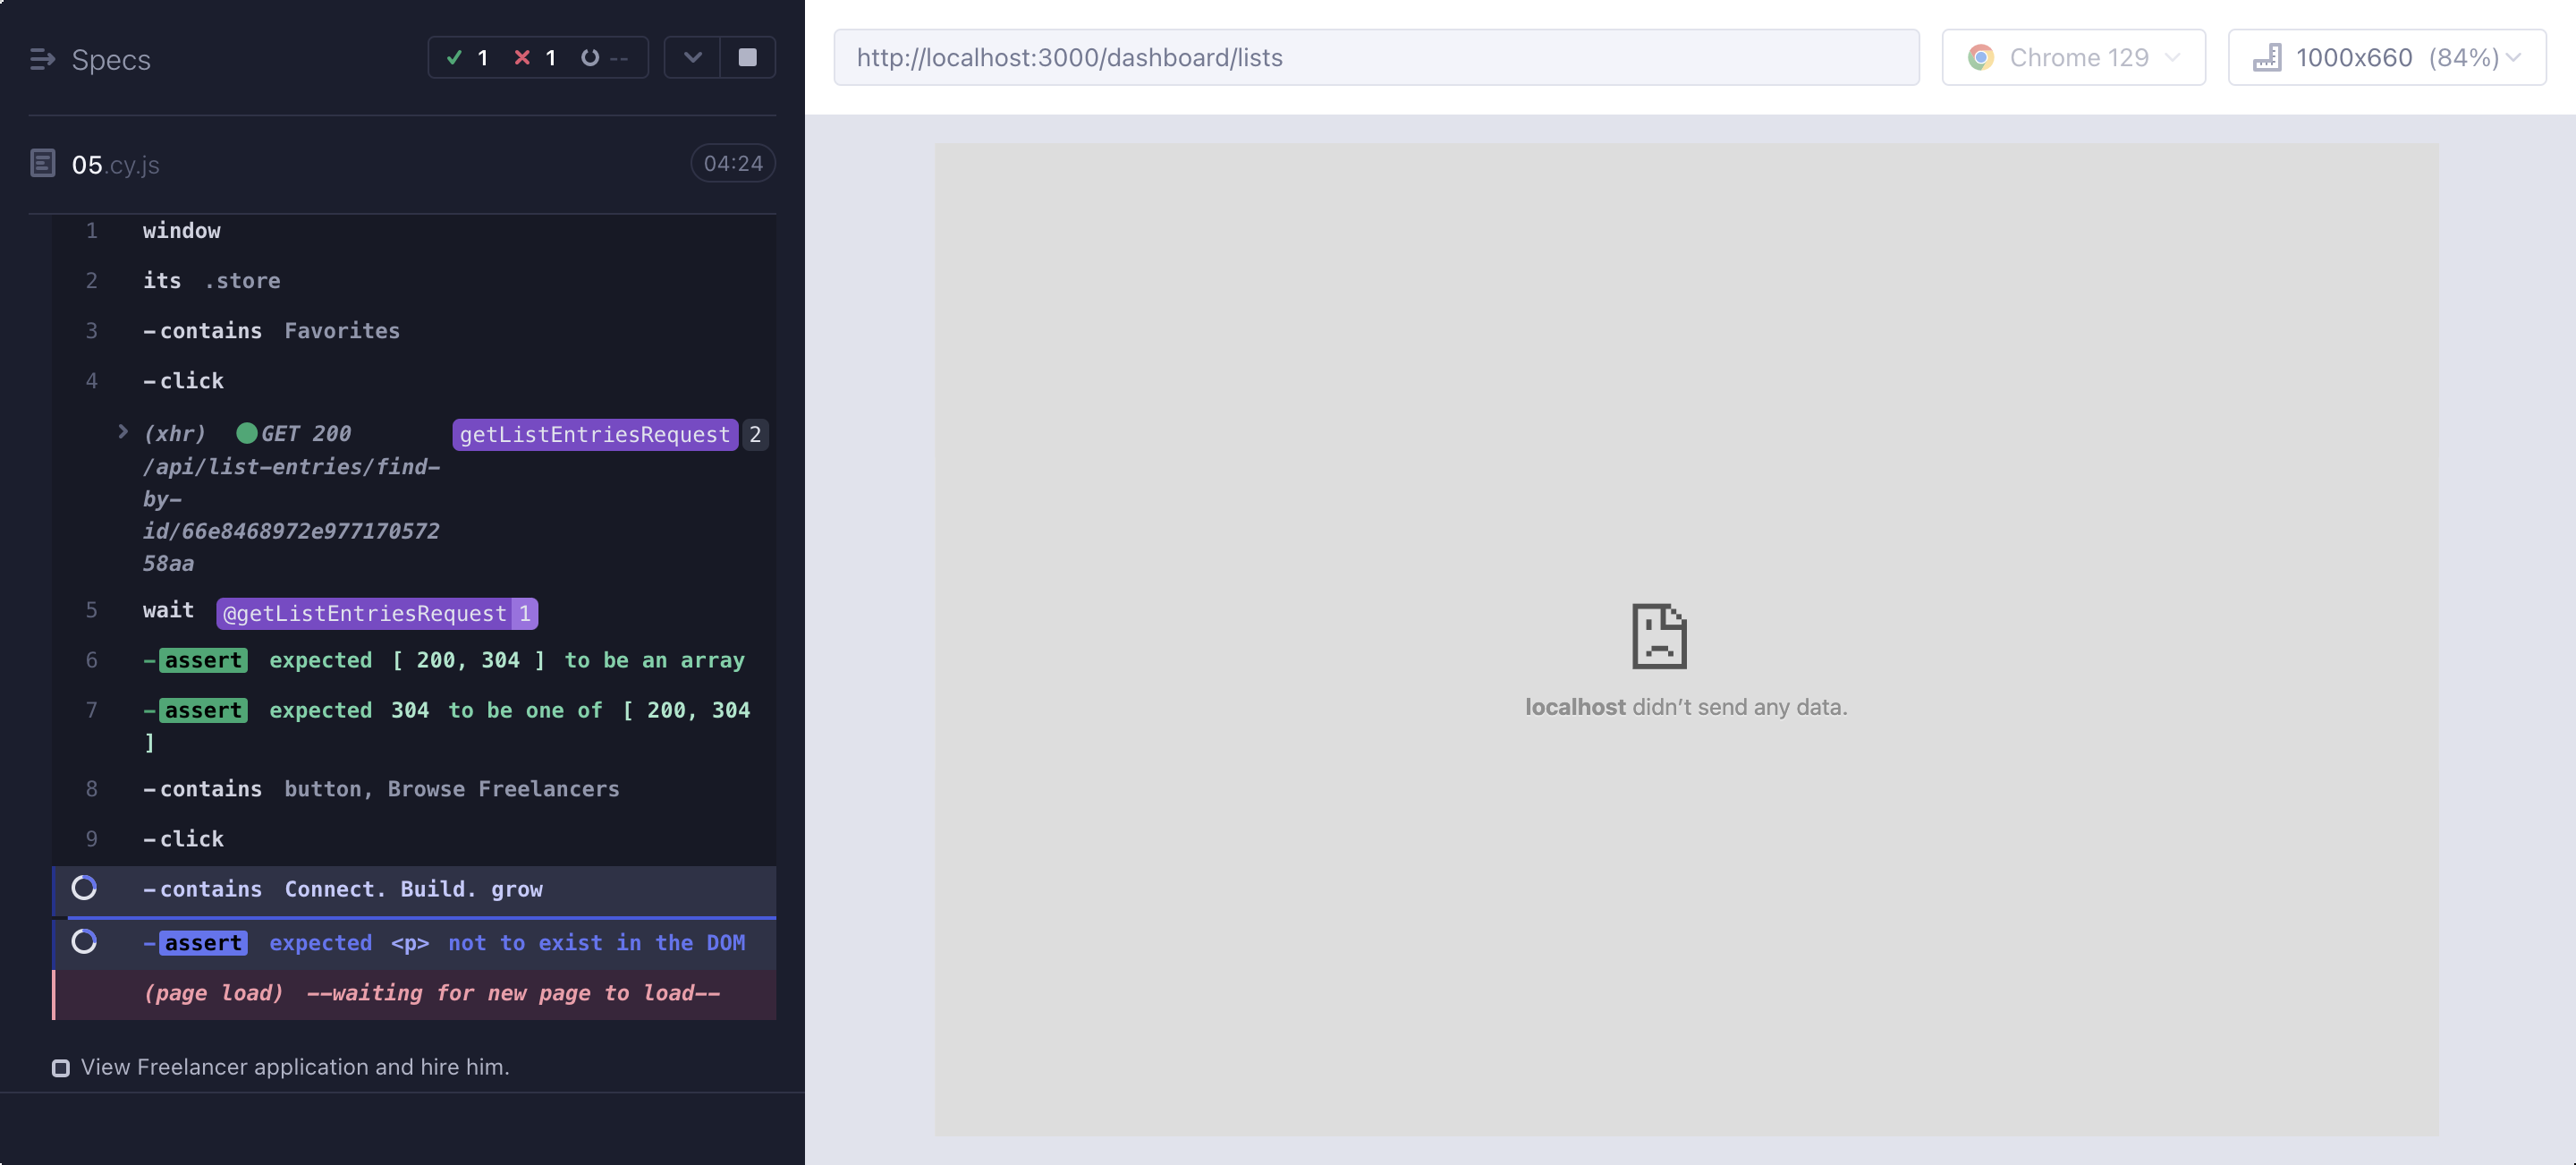 Specs
1 1 --
http://localhost:3000/dashboard/lists
Chrome 129
1000x660 (84%)
05.cy.js
04:24
1 window
2 its .store
3 -contains Favorites
4 -click
(xhr) GET 200 getListEntriesRequest 2
/api/list-entries/find-
by-
id/66e8468972e977170572
58aa
5 wait @getListEntriesRequest 1
6 -assert expected [ 200, 304 ] to be an array
7 -assert expected 304 to be one of [ 200, 304
]
8 -contains button, Browse Freelancers
9 -click
-contains Connect. Build. grow
-assert expected <p> not to exist in the DOM
(page load) --waiting for new page to load--
View Freelancer application and hire him.
localhost didn’t send any data.